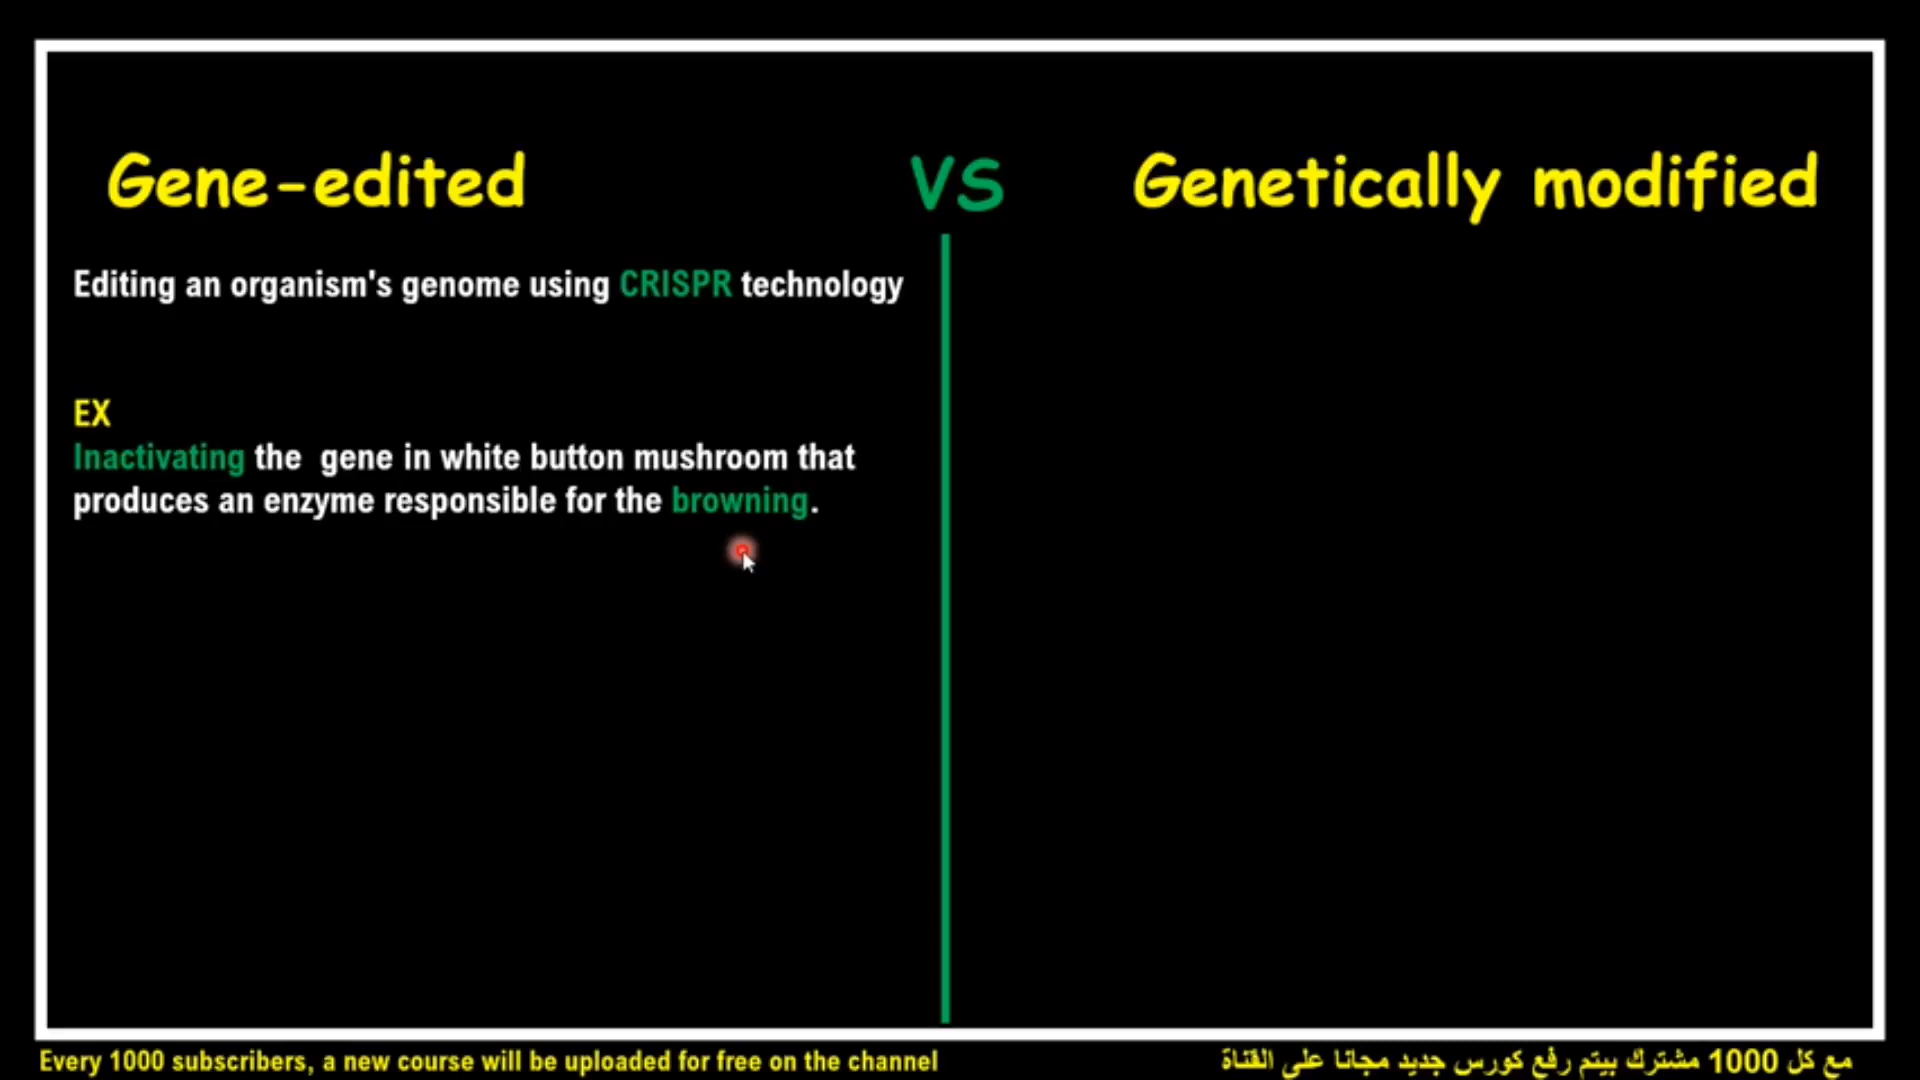 Gene-edited VS Genetically modified
Editing an organism's genome using CRISPR technology
EX
Inactivating the gene in white button mushroom that
produces an enzyme responsible for the browning.
Every 1000 subscribers, a new course will be uploaded for free on the channel
مع كل 1000 مشترك بيتم رفع كورس جديد مجانا على القناة